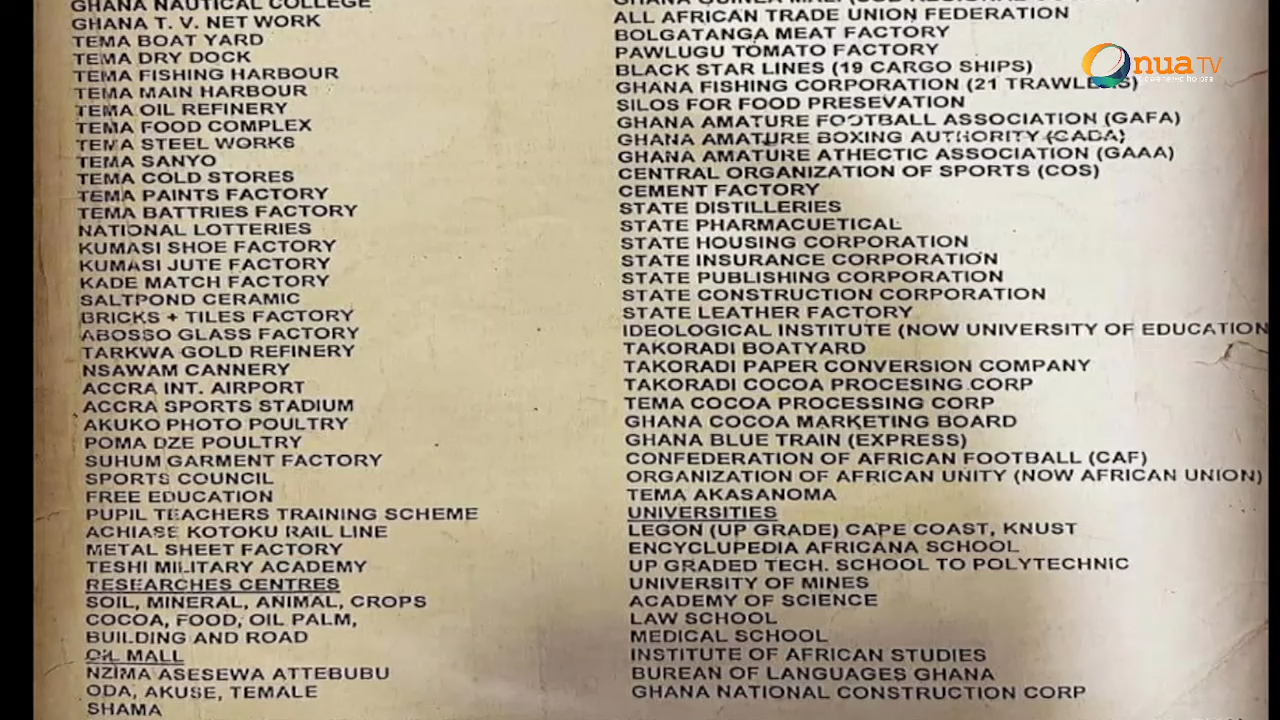 GHANA NAUTICAL COLLEGE
GHANA T. V. NET WORK
TEMA BOAT YARD
TEMA DRY DOCK
TEMA FISHING HARBOUR
TEMA MAIN HARBOUR
TEMA OIL REFINERY
TEMA FOOD COMPLEX
TEMA STEEL WORKS
TEMA SANYO
TEMA COLD STORES
TEMA PAINTS FACTORY
TEMA BATTRIES FACTORY
NATIONAL LOTTERIES
KUMASI SHOE FACTORY
KUMASI JUTE FACTORY
KADE MATCH FACTORY
SALTPOND CERAMIC
BRICKS + TILES FACTORY
ABOSSO GLASS FACTORY
TARKWA GOLD REFINERY
NSAWAM CANNERY
ACCRA INT. AIRPORT
ACCRA SPORTS STADIUM
AKUKO PHOTO POULTRY
POMA DZE POULTRY
SUHUM GARMENT FACTORY
SPORTS COUNCIL
FREE EDUCATION
PUPIL TEACHERS TRAINING SCHEME
ACHIASE KOTOKU RAIL LINE
METAL SHEET FACTORY
TESHI MILITARY ACADEMY
RESEARCHES CENTRES
SOIL, MINERAL, ANIMAL, CROPS
COCOA, FOOD, OIL PALM,
BUILDING AND ROAD
OIL MALL
NZIMA ASESEWA ATTEBUBU
ODA, AKUSE, TEMALE
SHAMA
ALL AFRICAN TRADE UNION FEDERATION
BOLGATANGA MEAT FACTORY
PAWLUGU TOMATO FACTORY
BLACK STAR LINES (19 CARGO SHIPS)
GHANA FISHING CORPORATION (21 TRAWLERS)
SILOS FOR FOOD PRESEVATION
GHANA AMATURE FOOTBALL ASSOCIATION (GAFA)
GHANA AMATURE BOXING AUTHORITY
GHANA AMATURE ATHECTIC ASSOCIATION (GAAA)
CENTRAL ORGANIZATION OF SPORTS (COS)
CEMENT FACTORY
STATE DISTILLERIES
STATE PHARMACUETICAL
STATE HOUSING CORPORATION
STATE INSURANCE CORPORATION
STATE PUBLISHING CORPORATION
STATE CONSTRUCTION CORPORATION
STATE LEATHER FACTORY
IDEOLOGICAL INSTITUTE (NOW UNIVERSITY OF EDUCATION
TAKORADI BOATYARD
TAKORADI PAPER CONVERSION COMPANY
TAKORADI COCOA PROCESING CORP
TEMA COCOA PROCESSING CORP
GHANA COCOA MARKETING BOARD
GHANA BLUE TRAIN (EXPRESS)
CONFEDERATION OF AFRICAN FOOTBALL (CAF)
ORGANIZATION OF AFRICAN UNITY (NOW AFRICAN UNION)
TEMA AKASANOMA
UNIVERSITIES
LEGON (UP GRADE) CAPE COAST, KNUST
ENCYCLUPEDIA AFRICANA SCHOOL
UP GRADED TECH. SCHOOL TO POLYTECHNIC
UNIVERSITY OF MINES
ACADEMY OF SCIENCE
LAW SCHOOL
MEDICAL SCHOOL
INSTITUTE OF AFRICAN STUDIES
BUREAN OF LANGUAGES GHANA
GHANA NATIONAL CONSTRUCTION CORP
Onua TV